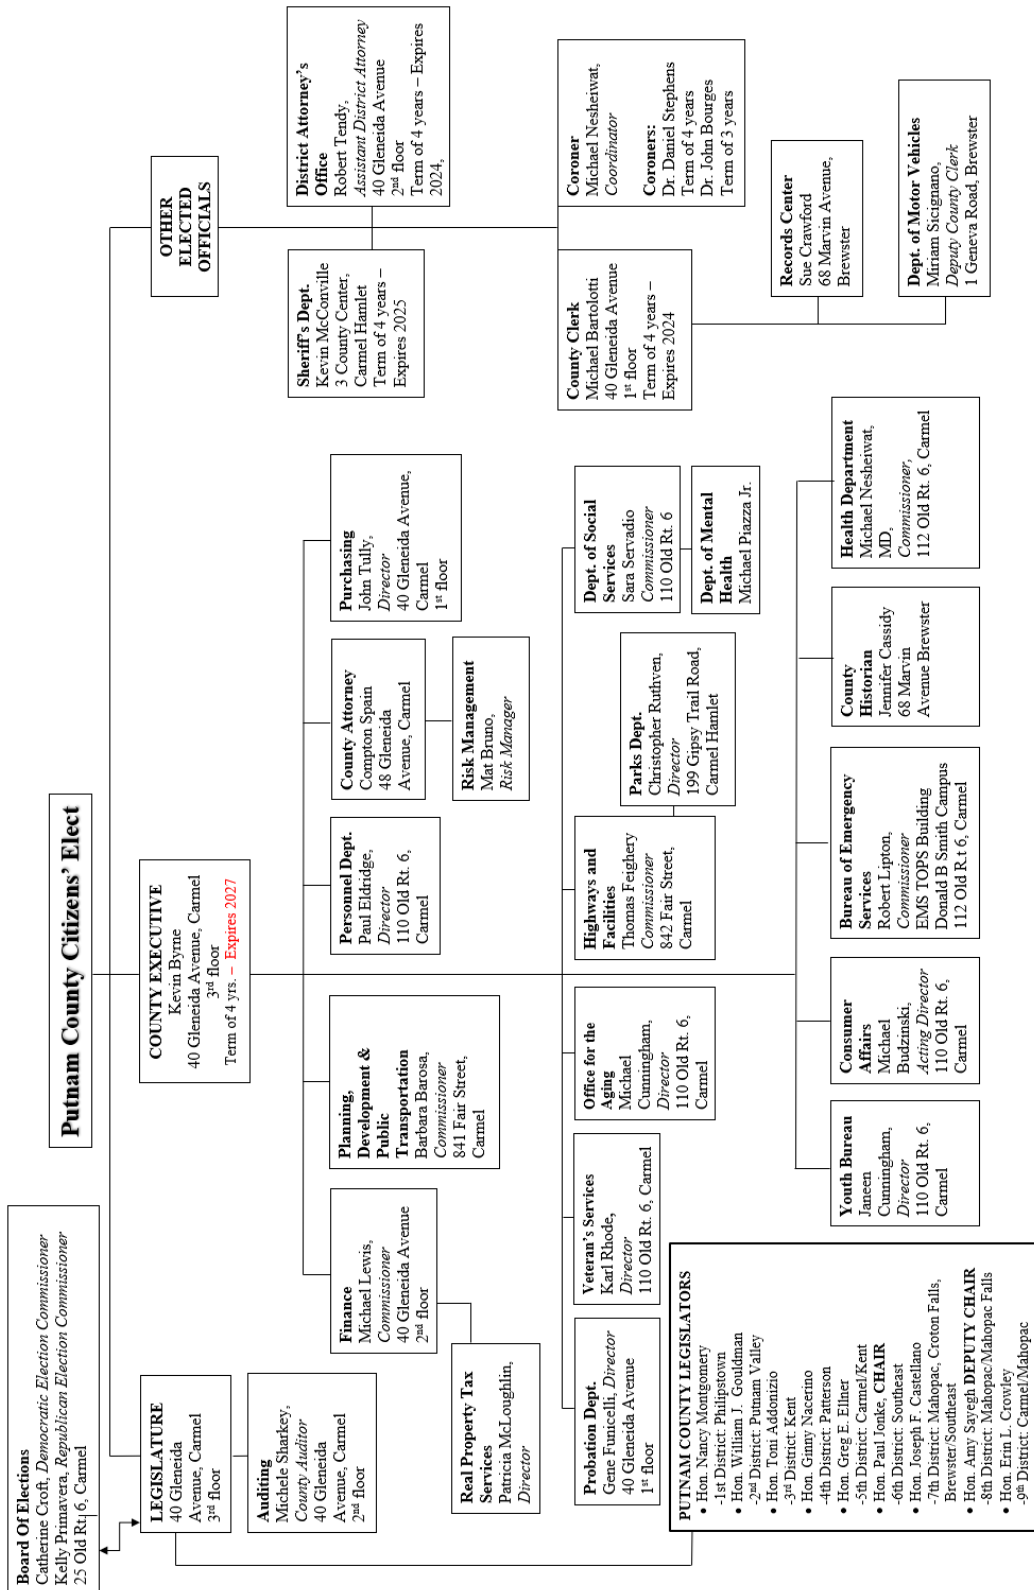 Board Of Elections
Catherine Croft, Democratic Election Commissioner
Kelly Primavera, Republican Election Commissioner
25 Old Rt. 6, Carmel
Putnam County Citizens' Elect
LEGISLATURE
40 Gleneida
Avenue, Carmel
3rd floor
COUNTY EXECUTIVE
Kevin Byrne
40 Gleneida Avenue, Carmel
3rd floor
Term of 4 yrs. – Expires 2027
OTHER
ELECTED
OFFICIALS
Auditing
Michele Sharkey,
County Auditor
40 Gleneida
Avenue, Carmel
2nd floor
Finance
Michael Lewis,
Commissioner
40 Gleneida Avenue
2nd floor
Planning,
Development &
Public
Transportation
Barbara Barosa,
Commissioner
841 Fair Street,
Carmel
Personnel Dept.
Paul Eldridge,
Director
110 Old Rt. 6,
Carmel
County Attorney
Compton Spain
48 Gleneida
Avenue, Carmel
Purchasing
John Tully,
Director
40 Gleneida Avenue,
Carmel
1st floor
Sheriff's Dept.
Kevin McConville
3 County Center,
Carmel Hamlet
Term of 4 years –
Expires 2025
District Attorney's
Office
Robert Tendy,
Assistant District Attorney
40 Gleneida Avenue
2nd floor
Term of 4 years – Expires
2024,
Real Property Tax
Services
Patricia McLoughlin,
Director
Risk Management
Mat Bruno,
Risk Manager
Probation Dept.
Gene Funicelli, Director
40 Gleneida Avenue
1st floor
Veteran's Services
Karl Rhode,
Director
110 Old Rt. 6, Carmel
Office for the
Aging
Michael
Cunningham,
Director
110 Old Rt. 6,
Carmel
Highways and
Facilities
Thomas Feighery
Commissioner
842 Fair Street,
Carmel
Parks Dept.
Christopher Ruthven,
Director
199 Gipsy Trail Road,
Carmel Hamlet
Dept. of Social
Services
Sara Servadio
Commissioner
110 Old Rt. 6
Dept. of Mental
Health
Michael Piazza Jr.
County Clerk
Michael Bartolotti
40 Gleneida Avenue
1st floor
Term of 4 years –
Expires 2024
Coroner
Michael Nesheiwat,
Coordinator
Coroners:
Dr. Daniel Stephens
Term of 4 years
Dr. John Bourges
Term of 3 years
PUTNAM COUNTY LEGISLATORS
• Hon. Nancy Montgomery
-1st District: Philipstown
• Hon. William J. Gouldman
-2nd District: Putnam Valley
• Hon. Toni Addonizio
-3rd District: Kent
• Hon. Ginny Nacerino
-4th District: Patterson
• Hon. Greg E. Ellner
-5th District: Carmel/Kent
• Hon. Paul Jonke, CHAIR
-6th District: Southeast
• Hon. Joseph F. Castellano
-7th District: Mahopac, Croton Falls,
Brewster/Southeast
• Hon. Amy Sayegh DEPUTY CHAIR
-8th District: Mahopac/Mahopac Falls
• Hon. Erin L. Crowley
-9th District: Carmel/Mahopac
Youth Bureau
Janeen
Cunningham,
Director
110 Old Rt. 6,
Carmel
Consumer
Affairs
Michael
Budzinski,
Acting Director
110 Old Rt. 6,
Carmel
Bureau of Emergency
Services
Robert Lipton,
Commissioner
EMS TOPS Building
Donald B Smith Campus
112 Old R.t 6, Carmel
County
Historian
Jennifer Cassidy
68 Marvin
Avenue Brewster
Health Department
Michael Nesheiwat,
MD,
Commissioner,
112 Old Rt. 6, Carmel
Records Center
Sue Crawford
68 Marvin Avenue,
Brewster
Dept. of Motor Vehicles
Miriam Sicignano,
Deputy County Clerk
1 Geneva Road, Brewster